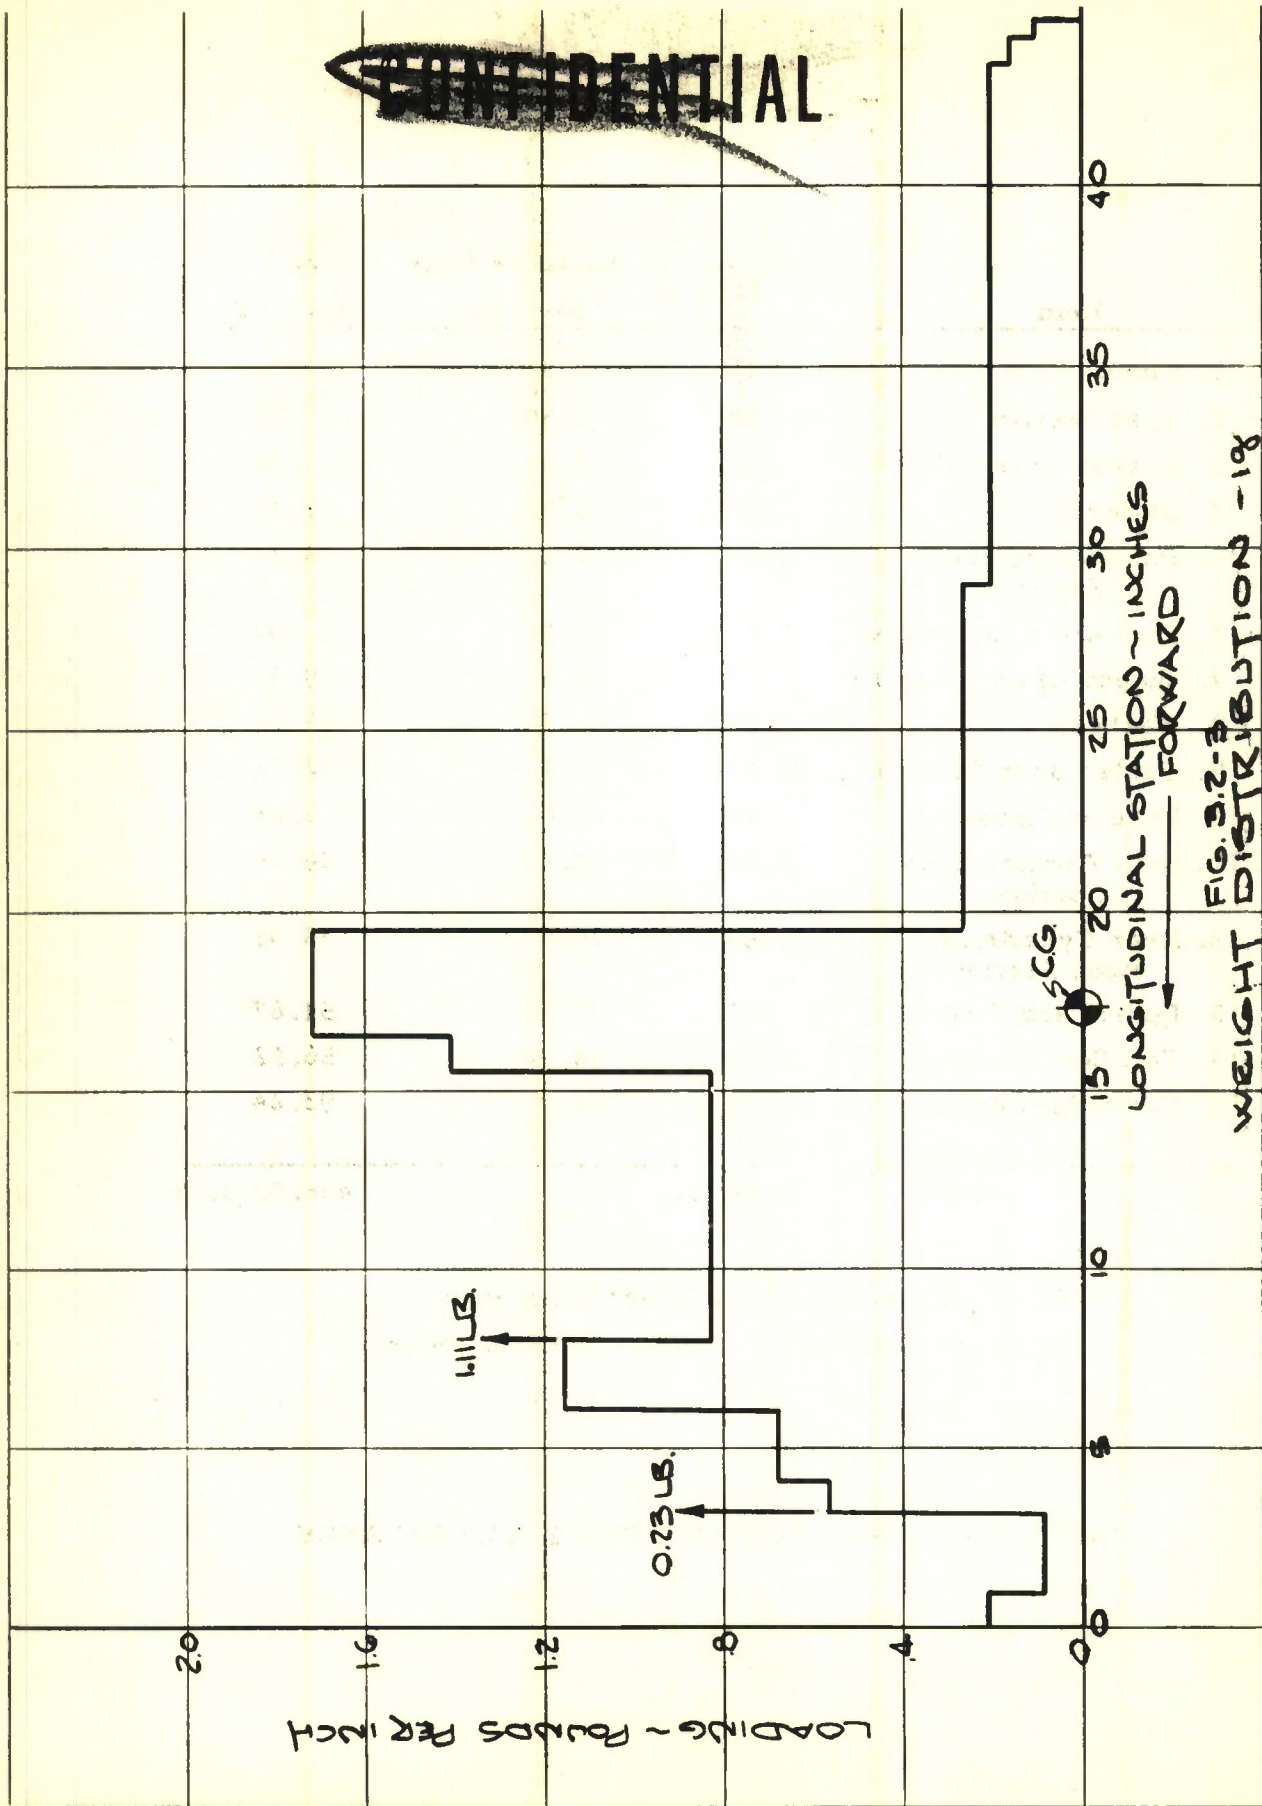 CONFIDENTIAL
LOADING ~ POUNDS PER INCH
2.0
1.6
1.2
.8
.4
0
0.23 LB.
1.11 LB.
C.G.
0
5
10
15
20
25
30
35
40
LONGITUDINAL STATION ~ INCHES
FORWARD
FIG. 3.2-3
WEIGHT DISTRIBUTION - 1g